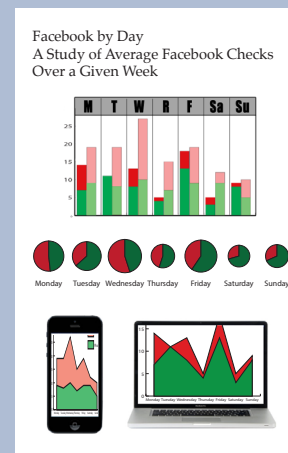 Facebook by Day
A Study of Average Facebook Checks
Over a Given Week
M T W R F Sa Su
25
20
15
10
5
Monday Tuesday Wednesday Thursday Friday Saturday Sunday
15
10
5
0
Monday Tuesday Wednesday Thursday Friday Saturday Sunday